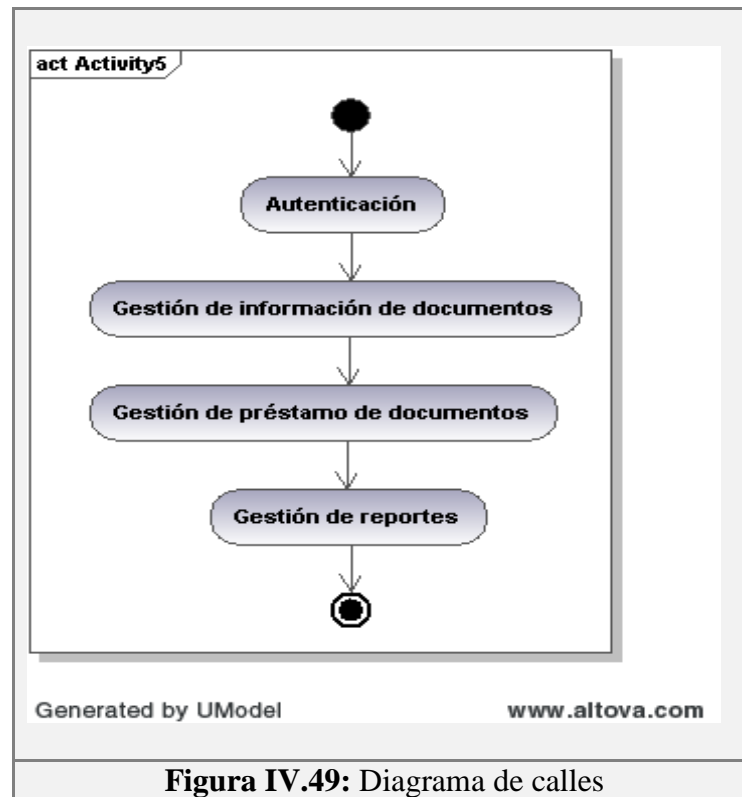 act Activity5
Autenticación
Gestión de información de documentos
Gestión de préstamo de documentos
Gestión de reportes
Generated by UModel www.altova.com
Figura IV.49: Diagrama de calles